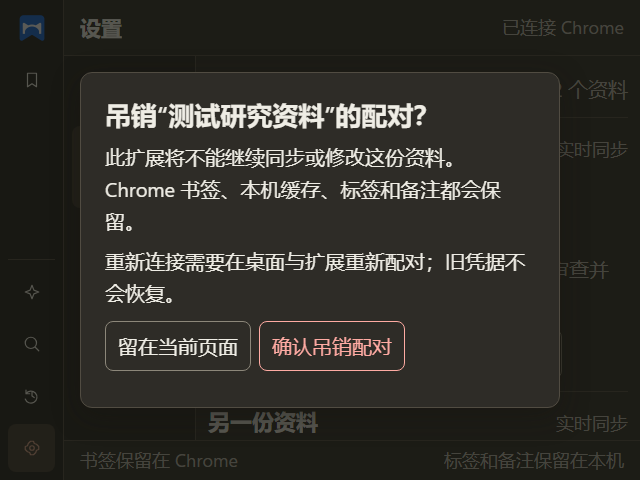 设置
已连接 Chrome
个资料
实时同步
吊销“测试研究资料”的配对？
此扩展将不能继续同步或修改这份资料。
Chrome 书签、本机缓存、标签和备注都会保
留。
重新连接需要在桌面与扩展重新配对；旧凭据不
会恢复。
审查并
留在当前页面
确认吊销配对
另一份资料
实时同步
书签保留在 Chrome
标签和备注保留在本机